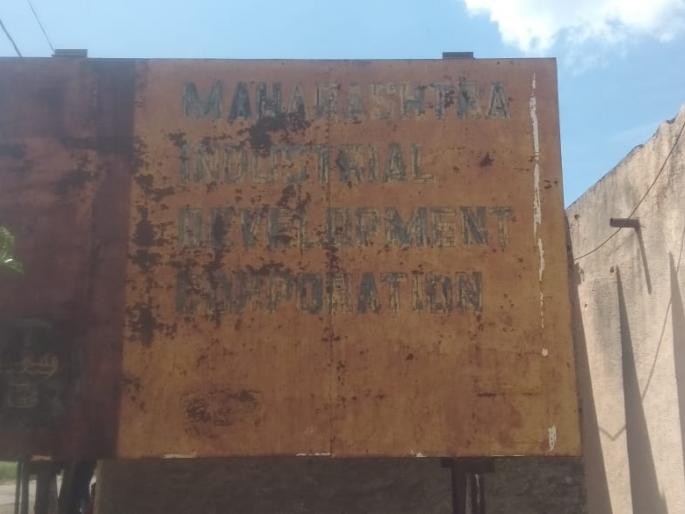 MAHARASHTRA
INDUSTRIAL
DEVELOPMENT
CORPORATION